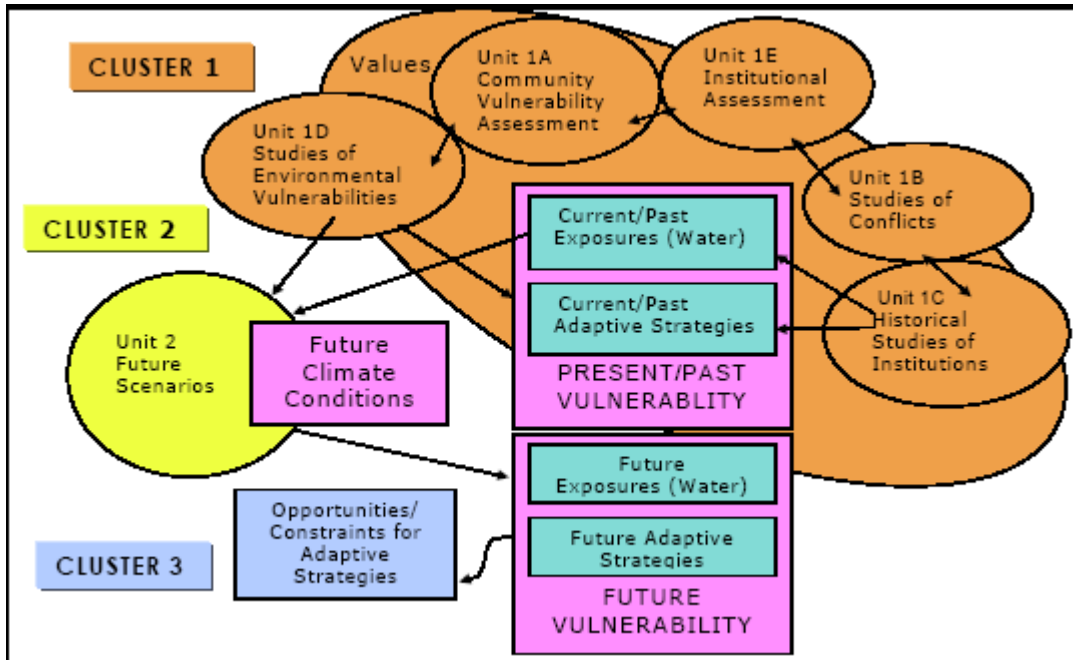 CLUSTER 1
Values
Unit 1A
Community
Vulnerability
Assessment
Unit 1E
Institutional
Assessment
Unit 1D
Studies of
Environmental
Vulnerabilities
Unit 1B
Studies of
Conflicts
CLUSTER 2
Current/Past
Exposures (Water)
Current/Past
Adaptive Strategies
PRESENT/PAST
VULNERABLITY
Unit 1C
Historical
Studies of
Institutions
Unit 2
Future
Scenarios
Future
Climate
Conditions
Future
Exposures (Water)
Future Adaptive
Strategies
FUTURE
VULNERABILITY
CLUSTER 3
Opportunities/
Constraints for
Adaptive
Strategies